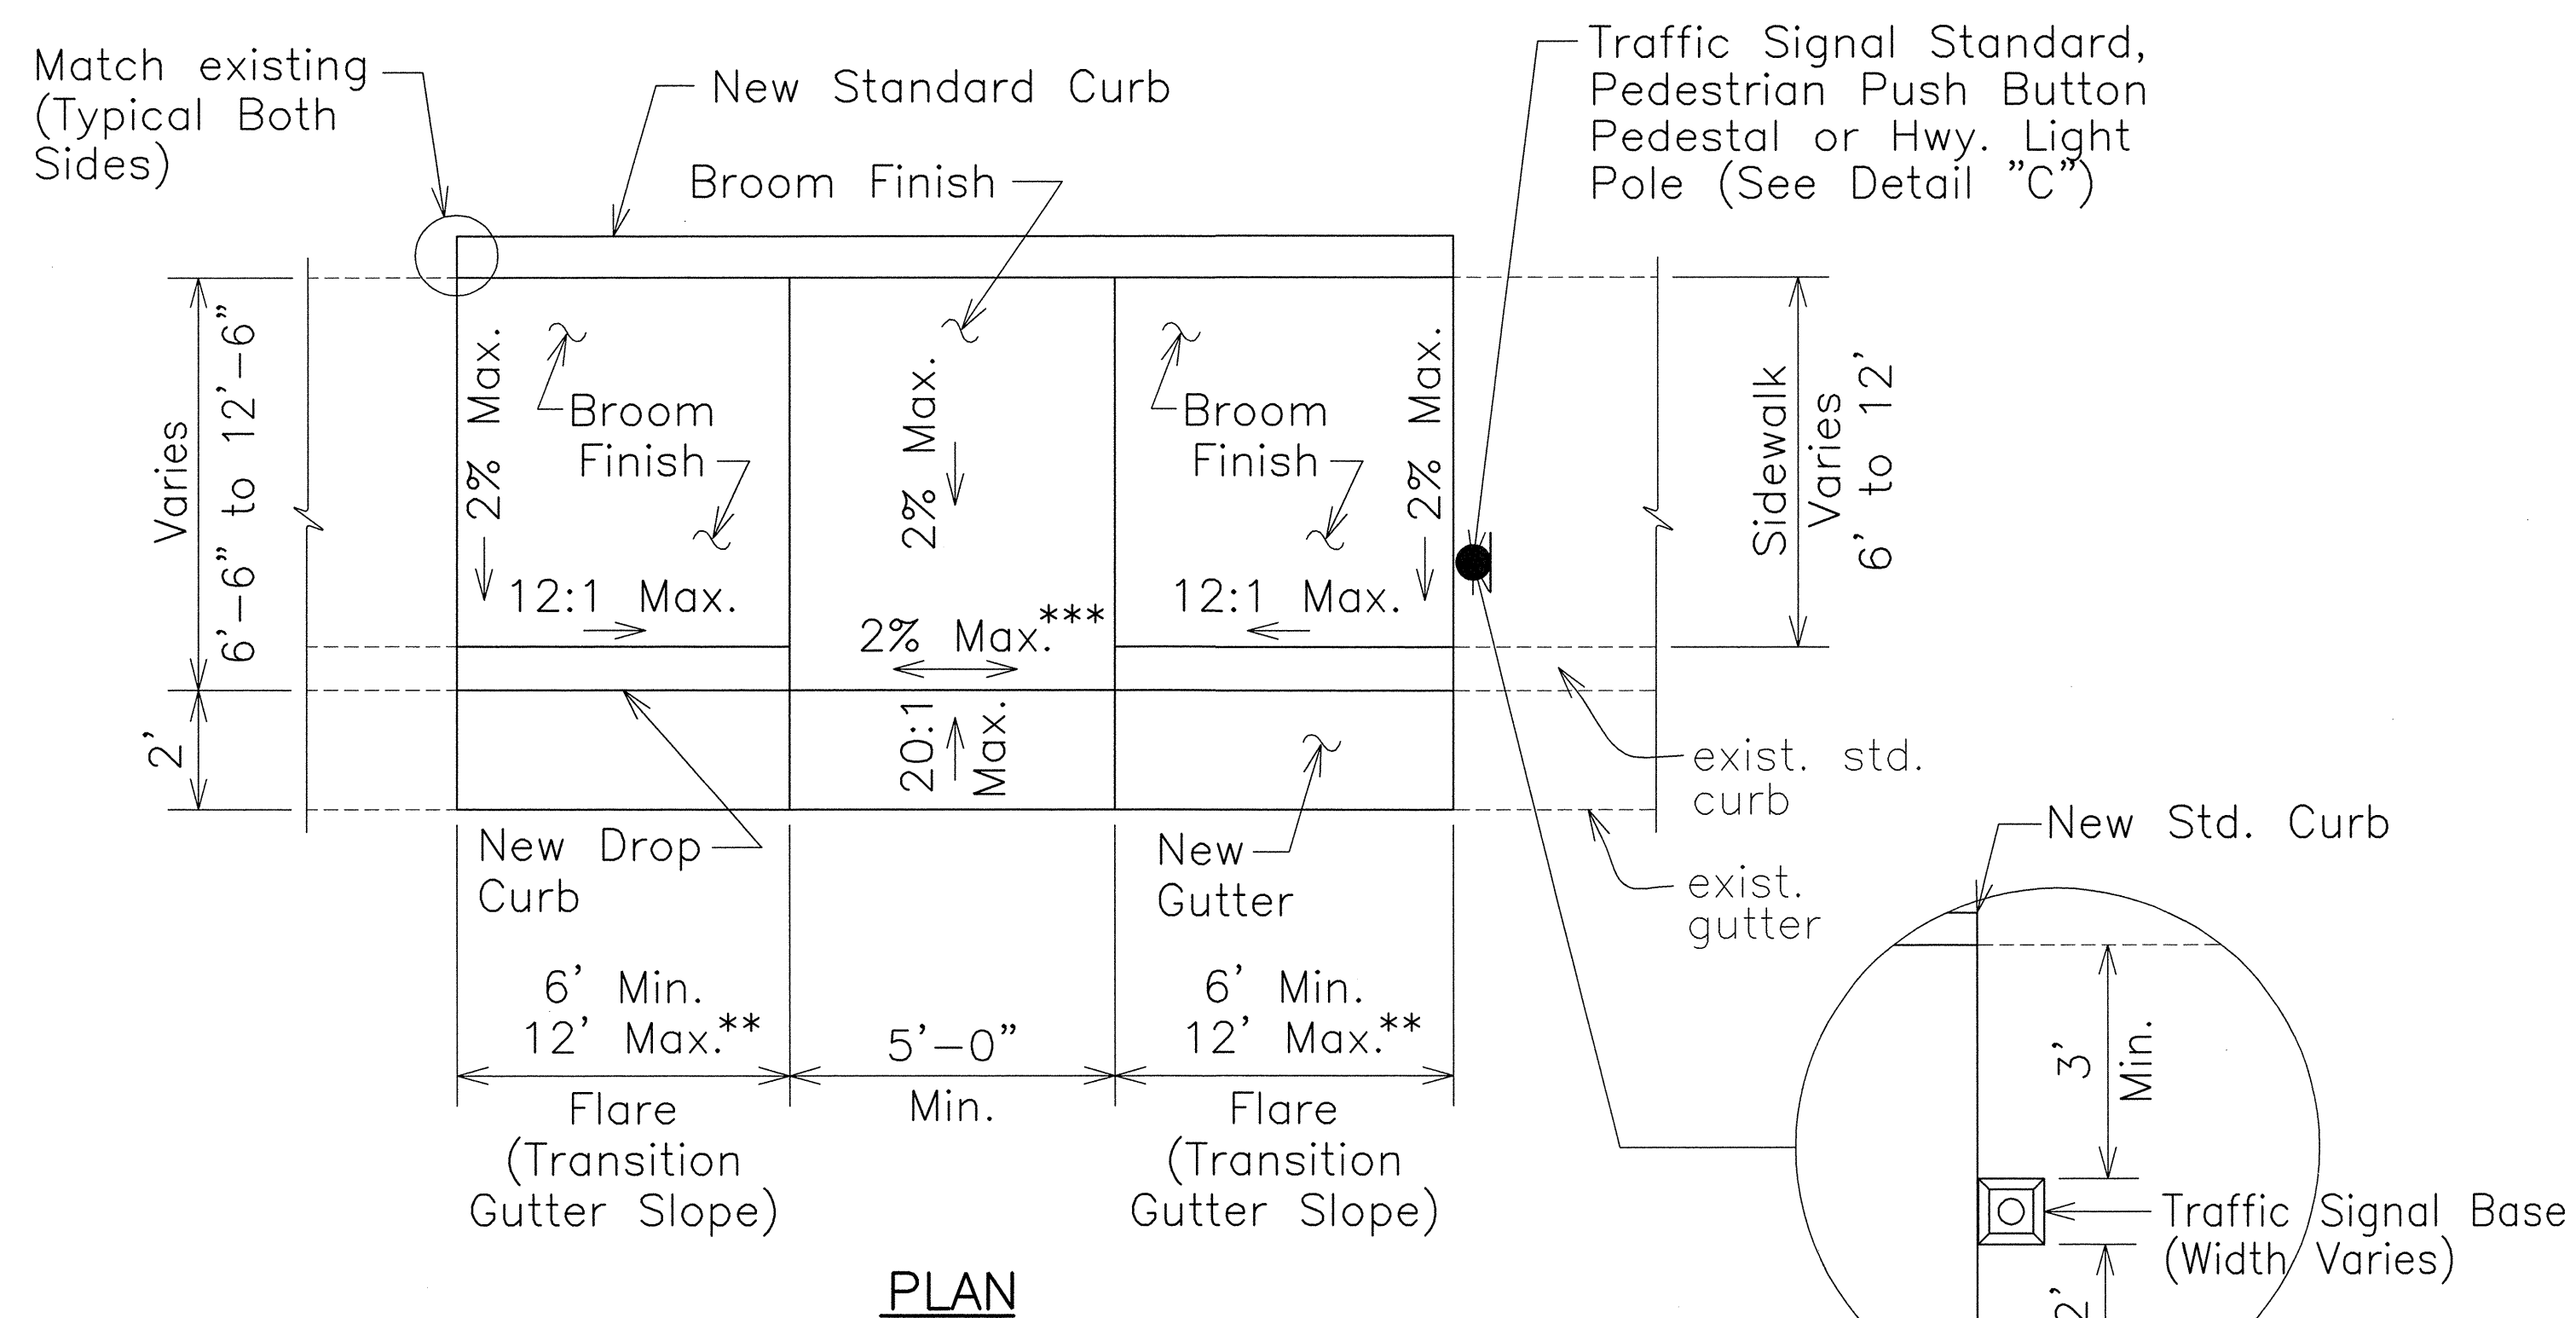 Match existing
(Typical Both
Sides)
New Standard Curb
Broom Finish
Traffic Signal Standard,
Pedestrian Push Button
Pedestal or Hwy. Light
Pole (See Detail "C")
Varies
6'-6" to 12'-6"
2'
2% Max.
Broom
Finish
12:1 Max.
2% Max.
2% Max.***
20:1
Max.
Broom
Finish
12:1 Max.
2% Max.
Sidewalk
Varies
6' to 12'
exist. std.
curb
exist.
gutter
New Drop
Curb
New
Gutter
6' Min.
12' Max.**
Flare
(Transition
Gutter Slope)
5'-0"
Min.
6' Min.
12' Max.**
Flare
(Transition
Gutter Slope)
New Std. Curb
3'
Min.
Traffic Signal Base
(Width Varies)
2'
PLAN